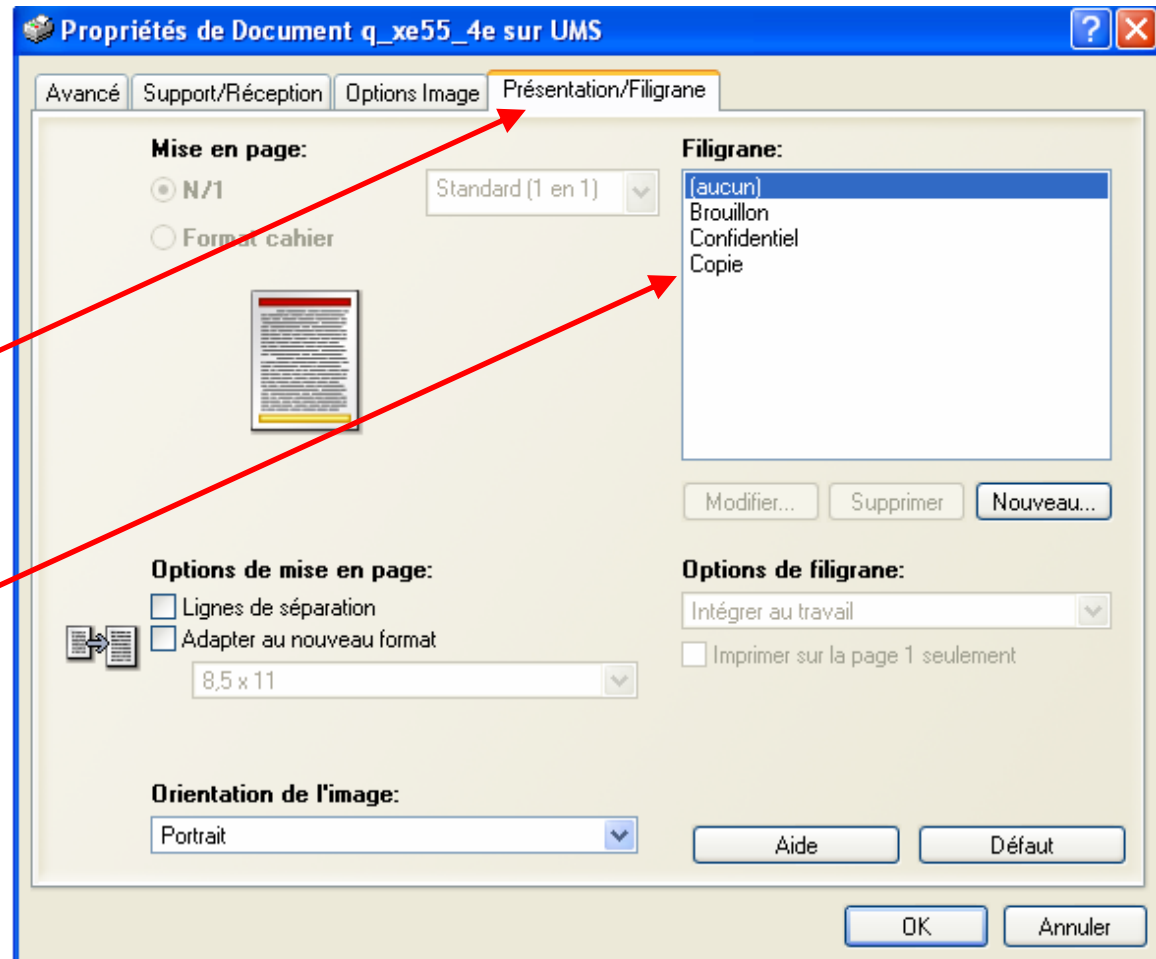 Propriétés de Document q_xe55_4e sur UMS
Avancé
Support/Réception
Options Image
Présentation/Filigrane
Mise en page:
N/1
Standard (1 en 1)
Format cahier
Filigrane:
(aucun)
Brouillon
Confidentiel
Copie
Modifier...
Supprimer
Nouveau...
Options de mise en page:
Lignes de séparation
Adapter au nouveau format
8,5 x 11
Options de filigrane:
Intégrer au travail
Imprimer sur la page 1 seulement
Orientation de l'image:
Portrait
Aide
Défaut
OK
Annuler